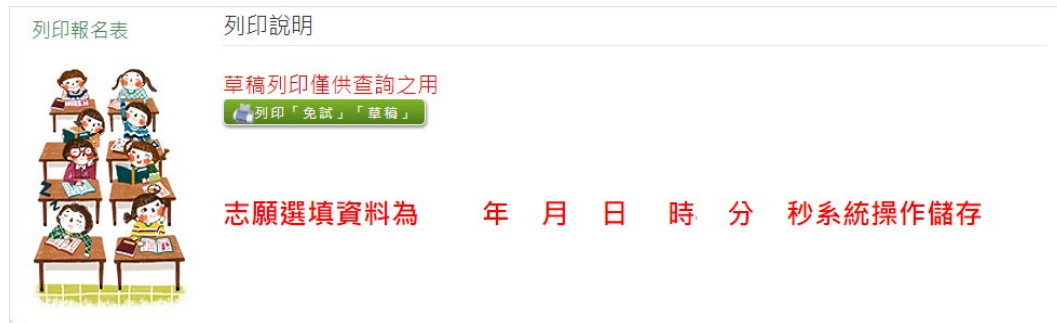 列印報名表
列印說明
草稿列印僅供查詢之用
列印「免試」「草稿」
志願選填資料為 年 月 日 時 分 秒系統操作儲存